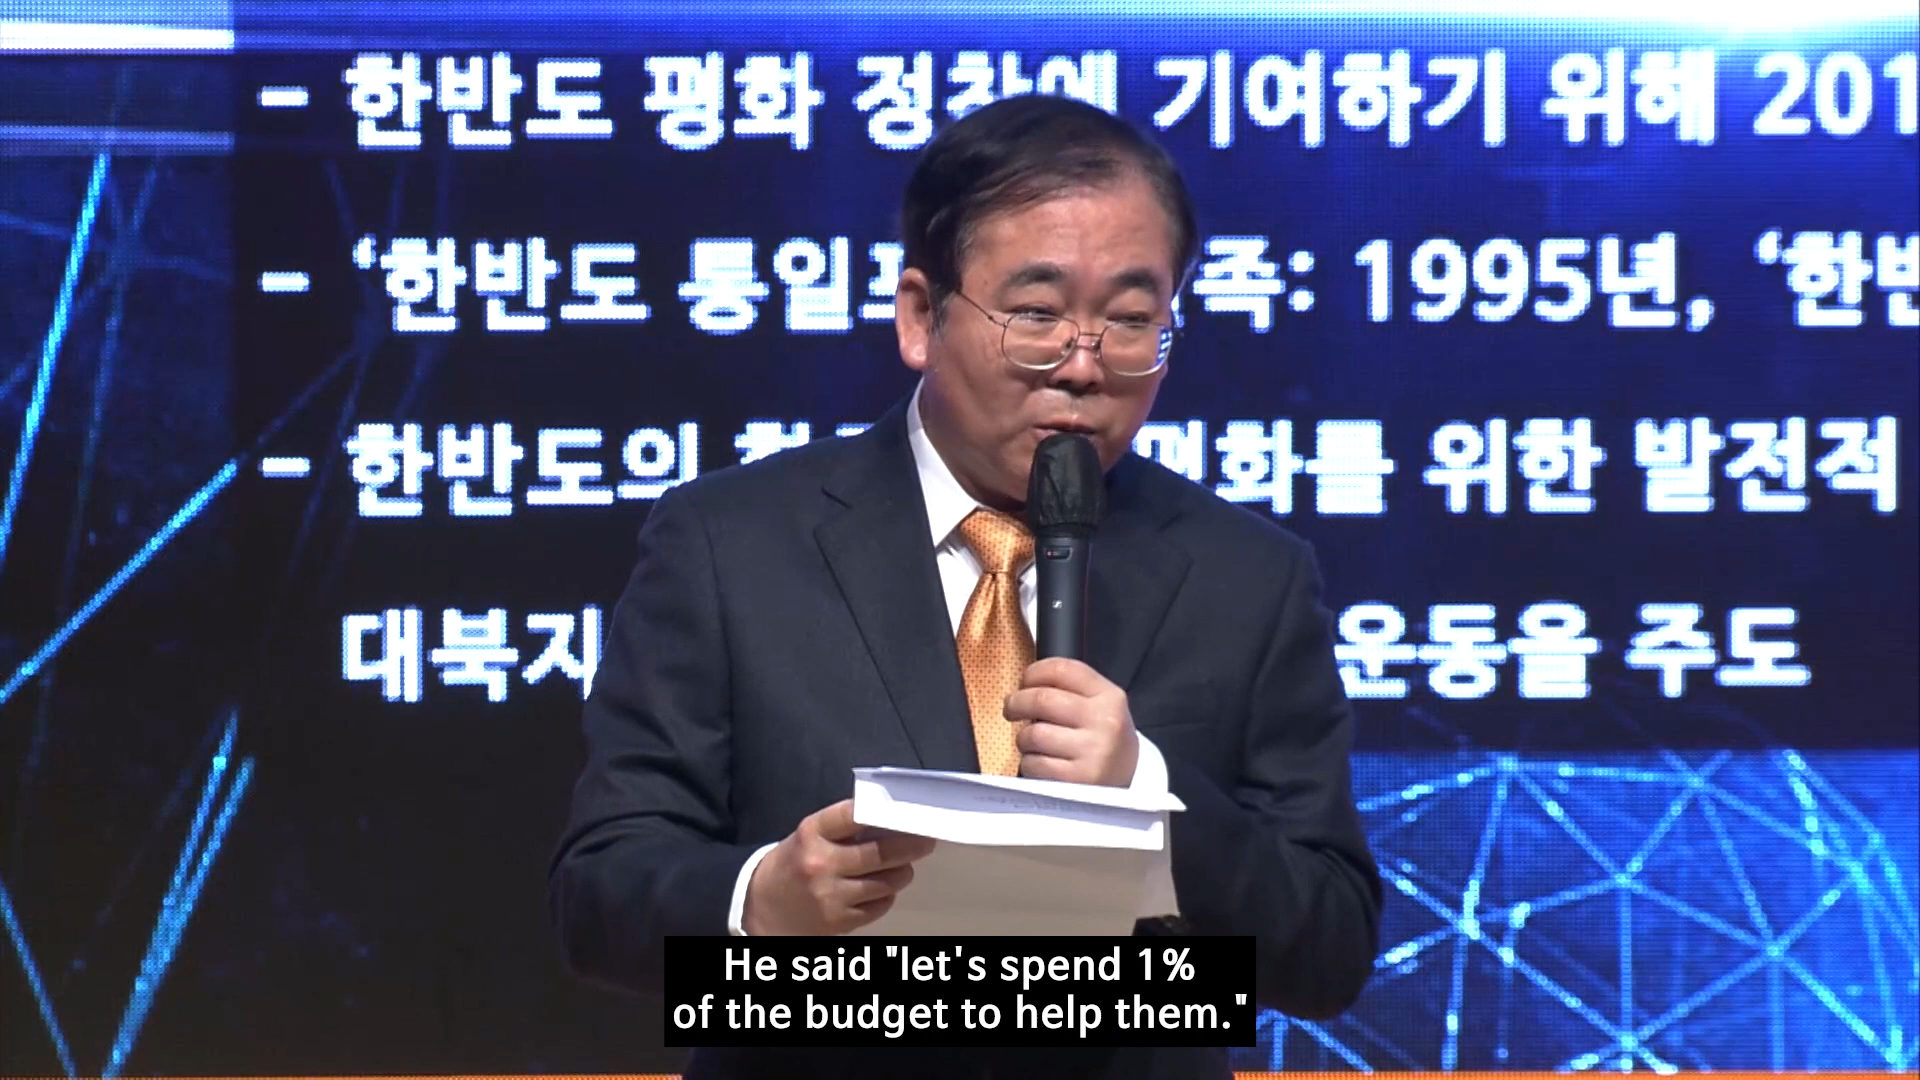 - 한반도 평화 정착에 기여하기 위해 201
- ‘한반도 통일 족: 1995년, ‘한반
- 한반도의 평화를 위한 발전적
대북지 운동을 주도
He said "let's spend 1%
of the budget to help them."